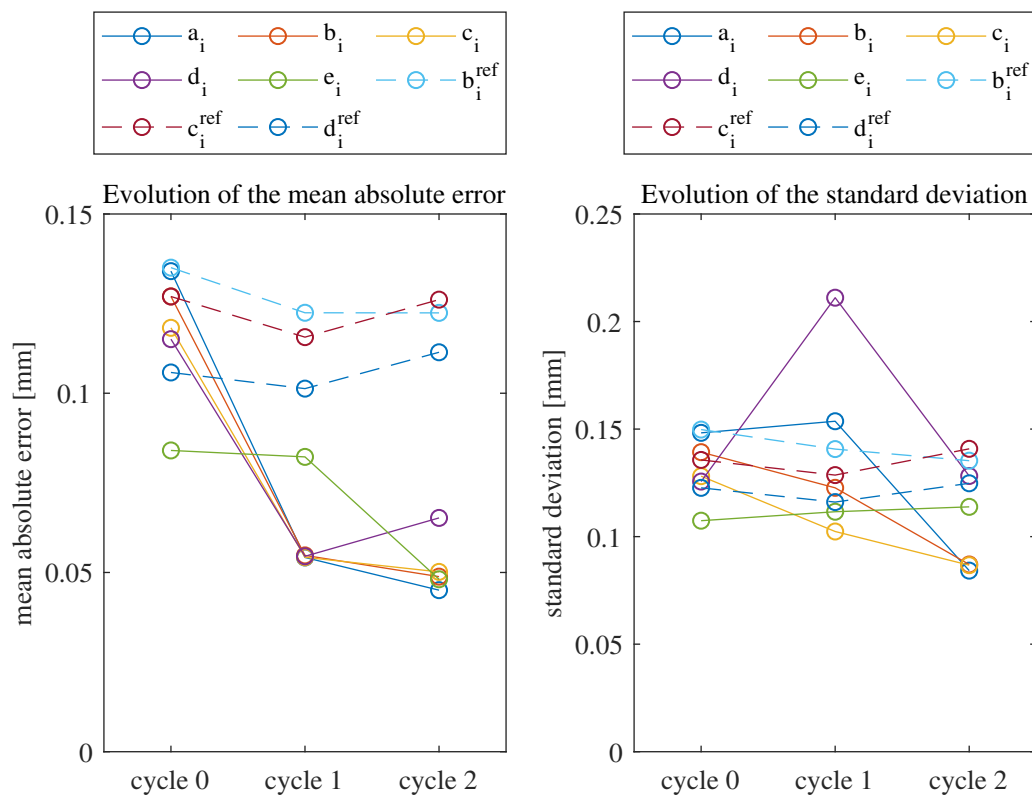 a_i b_i c_i
d_i e_i b_i^ref
c_i^ref d_i^ref
Evolution of the mean absolute error
0.15
0.1
0.05
0
mean absolute error [mm]
cycle 0 cycle 1 cycle 2
a_i b_i c_i
d_i e_i b_i^ref
c_i^ref d_i^ref
Evolution of the standard deviation
0.25
0.2
0.15
0.1
0.05
0
standard deviation [mm]
cycle 0 cycle 1 cycle 2